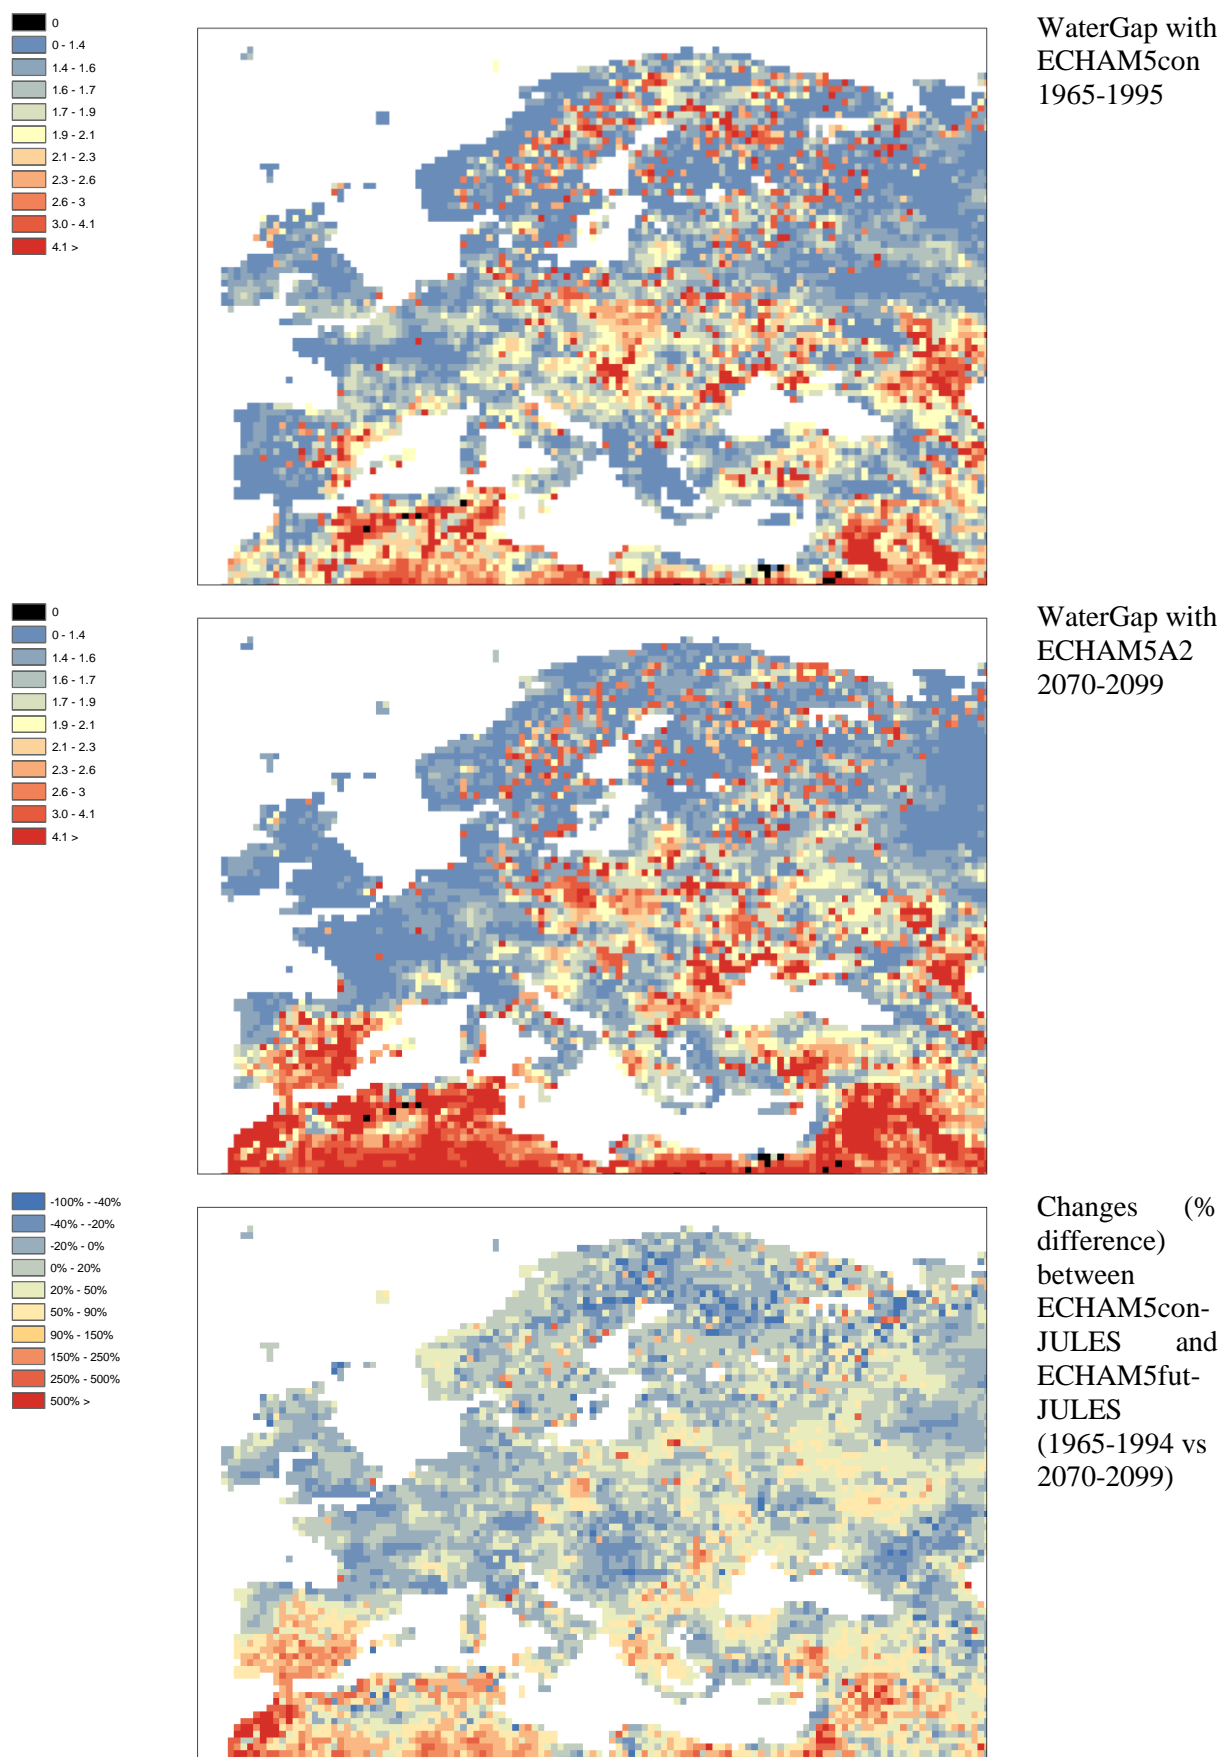 0
0 - 1.4
1.4 - 1.6
1.6 - 1.7
1.7 - 1.9
1.9 - 2.1
2.1 - 2.3
2.3 - 2.6
2.6 - 3
3.0 - 4.1
4.1 >
WaterGap with
ECHAM5con
1965-1995
0
0 - 1.4
1.4 - 1.6
1.6 - 1.7
1.7 - 1.9
1.9 - 2.1
2.1 - 2.3
2.3 - 2.6
2.6 - 3
3.0 - 4.1
4.1 >
WaterGap with
ECHAM5A2
2070-2099
-100% - -40%
-40% - -20%
-20% - 0%
0% - 20%
20% - 50%
50% - 90%
90% - 150%
150% - 250%
250% - 500%
500% >
Changes (%
difference)
between
ECHAM5con-
JULES and
ECHAM5fut-
JULES
(1965-1994 vs
2070-2099)